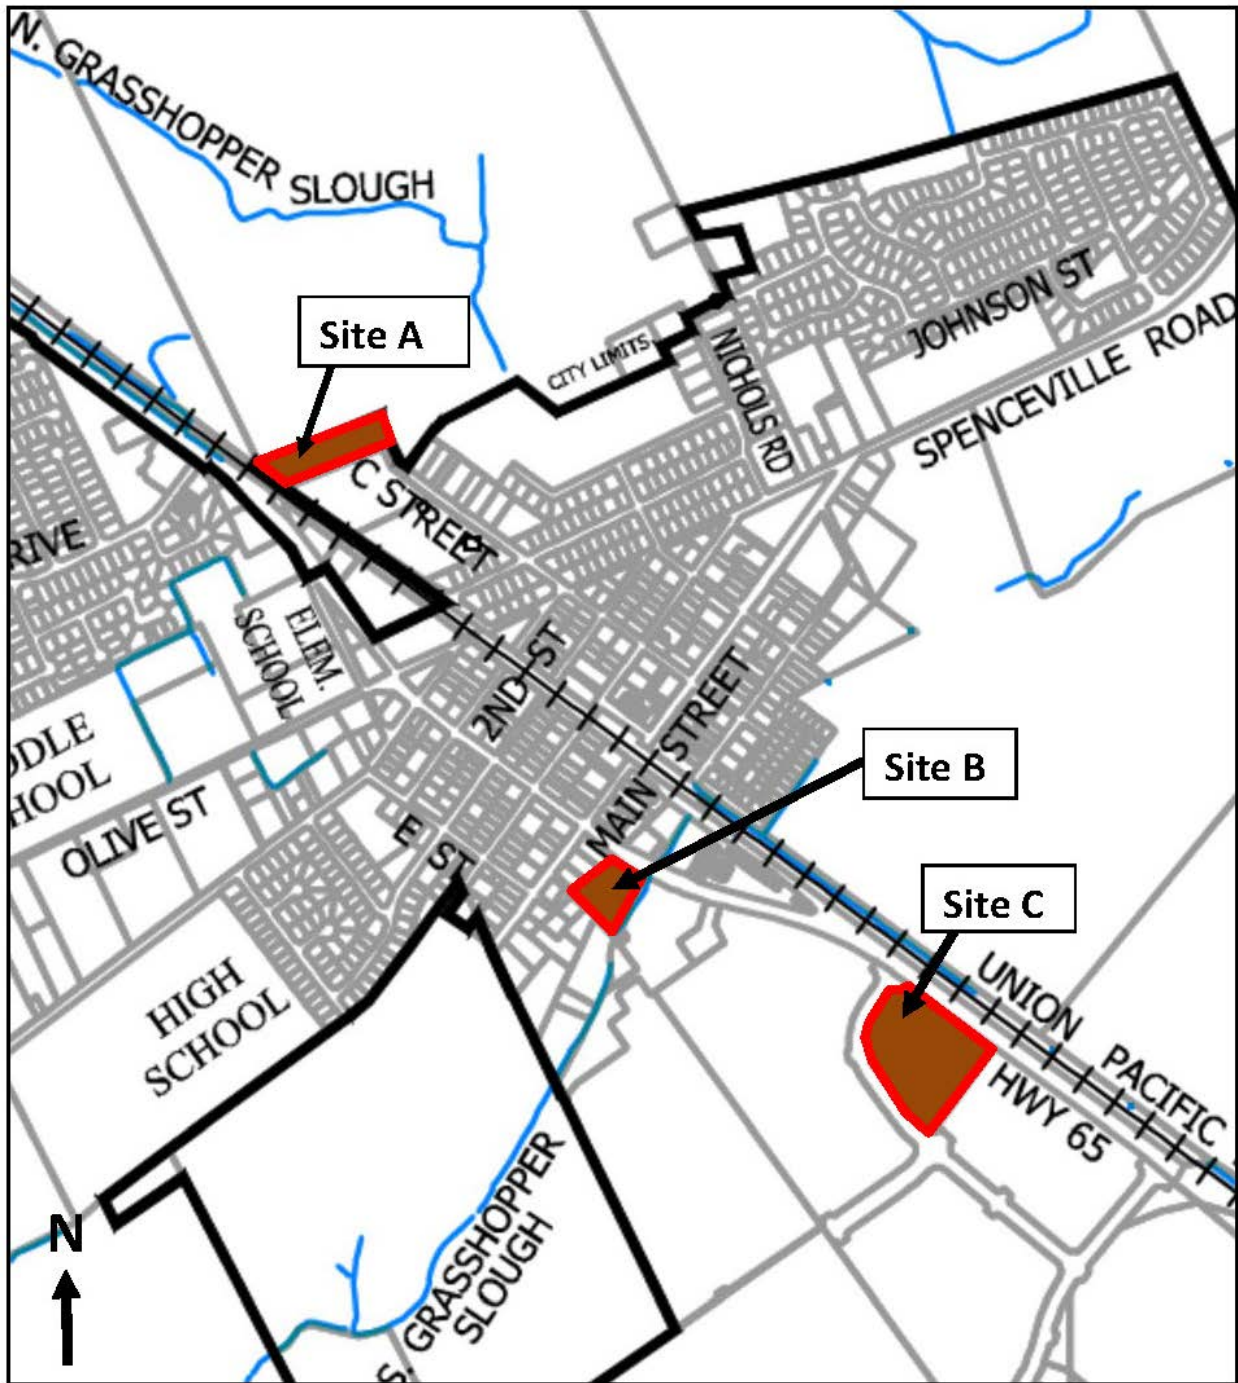 N. GRASSHOPPER SLOUGH
Site A
CITY LIMITS
NICHOLS RD
JOHNSON ST
SPENCEVILLE ROAD
C STREET
RIVE
ELEM.
SCHOOL
2ND ST
MAIN STREET
Site B
DDLE
HOOL
OLIVE ST
E ST
Site C
HIGH
SCHOOL
UNION PACIFIC
HWY 65
N
S. GRASSHOPPER
SLOUGH